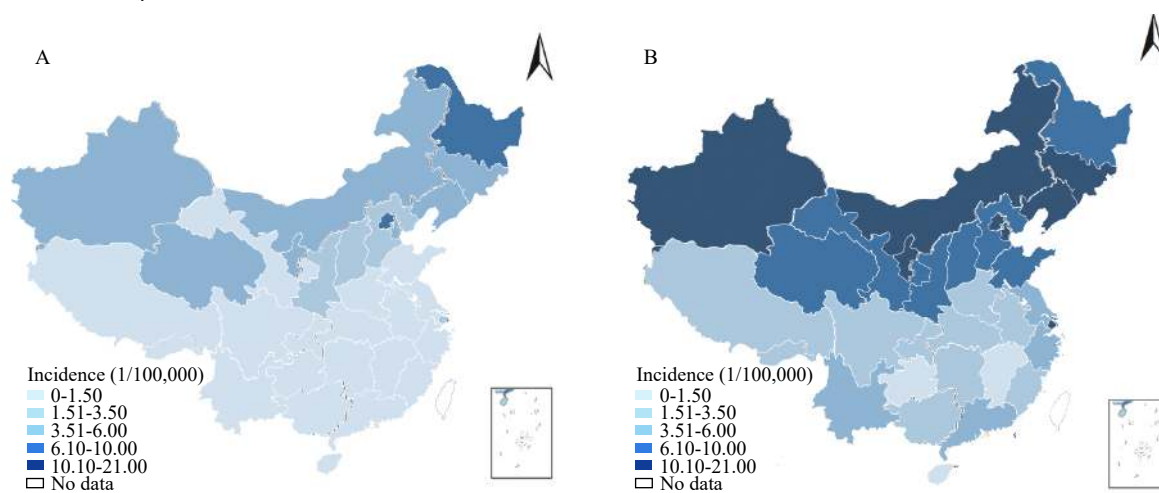 A
B
Incidence (1/100,000)
0-1.50
1.51-3.50
3.51-6.00
6.10-10.00
10.10-21.00
No data
Incidence (1/100,000)
0-1.50
1.51-3.50
3.51-6.00
6.10-10.00
10.10-21.00
No data